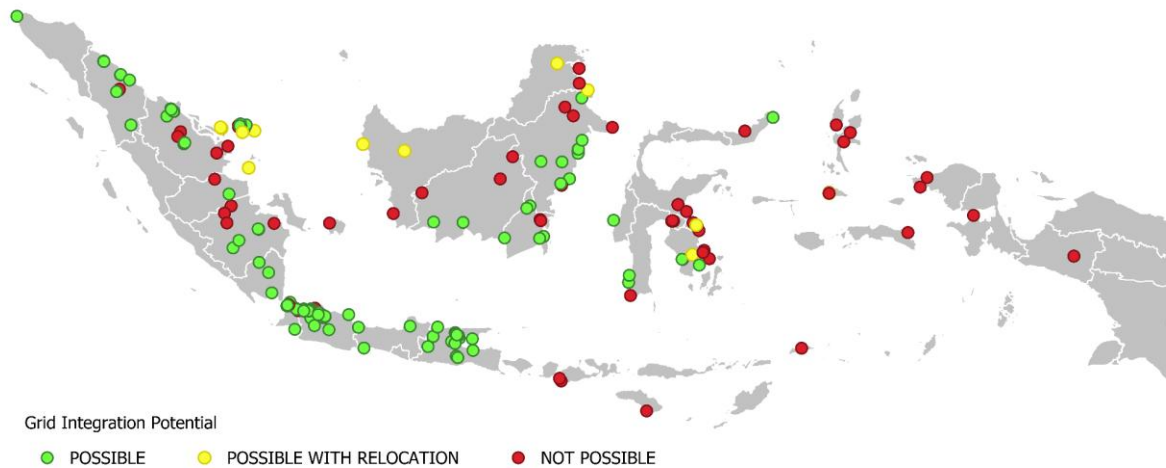 Grid Integration Potential
POSSIBLE POSSIBLE WITH RELOCATION NOT POSSIBLE